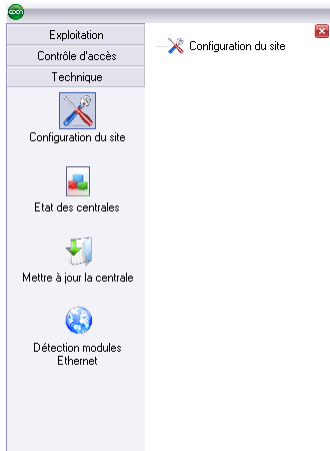 Exploitation
Contrôle d'accès
Technique
Configuration du site
Etat des centrales
Mettre à jour la centrale
Détection modules
Ethernet
Configuration du site